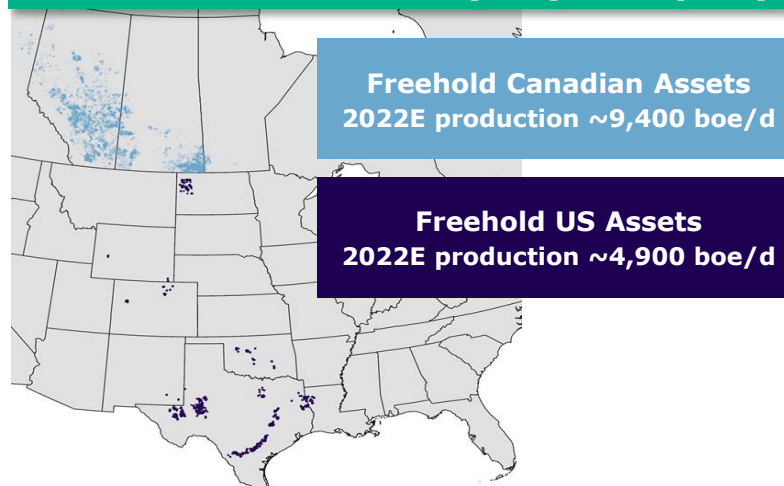 Freehold Canadian Assets
2022E production ~9,400 boe/d
Freehold US Assets
2022E production ~4,900 boe/d